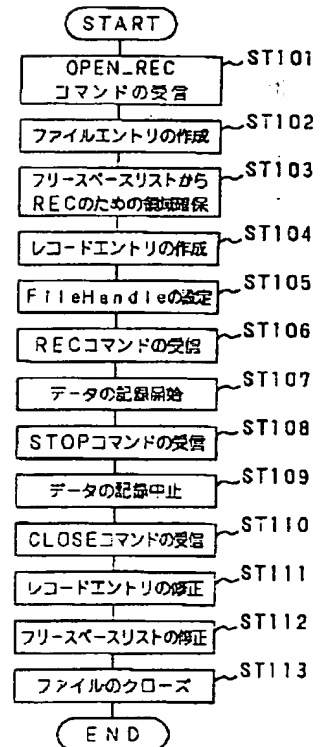 START
OPEN_REC
コマンドの受信
ST101
ファイルエントリの作成
ST102
フリースペースリストから
RECのための領域確保
ST103
レコードエントリの作成
ST104
FileHandleの設定
ST105
RECコマンドの受信
ST106
データの記録開始
ST107
STOPコマンドの受信
ST108
データの記録中止
ST109
CLOSEコマンドの受信
ST110
レコードエントリの修正
ST111
フリースペースリストの修正
ST112
ファイルのクローズ
ST113
END